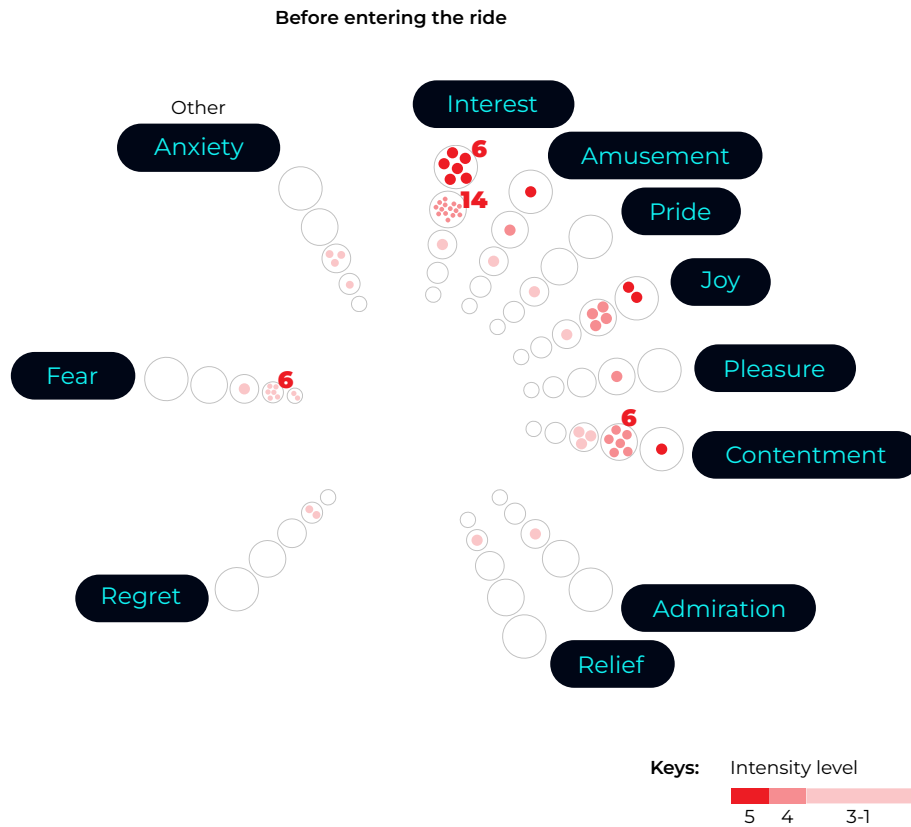 Before entering the ride
Other
Anxiety
Interest
6
14
Amusement
Pride
Joy
Pleasure
6
Contentment
Fear
6
Regret
Admiration
Relief
Keys: Intensity level
5 4 3-1